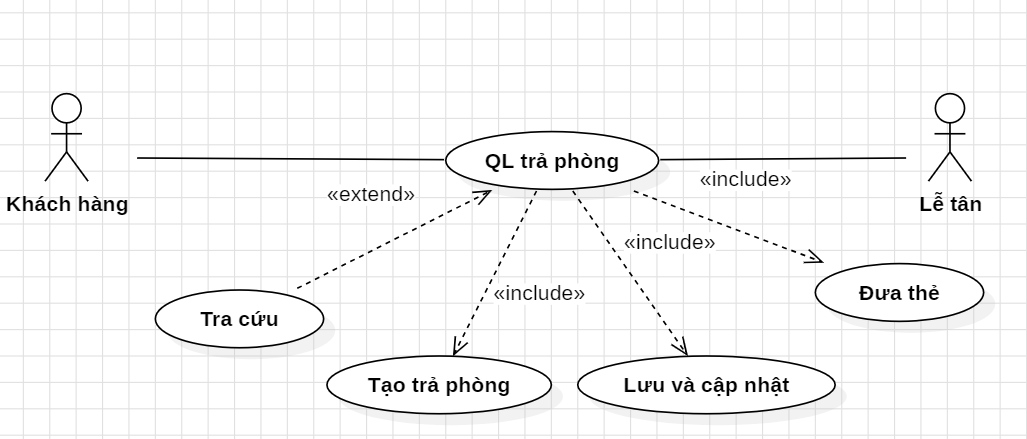 QL trả phòng
«include»
«extend»
Khách hàng
Lễ tân
«include»
«include»
Đưa thẻ
Tra cứu
Tạo trả phòng
Lưu và cập nhật